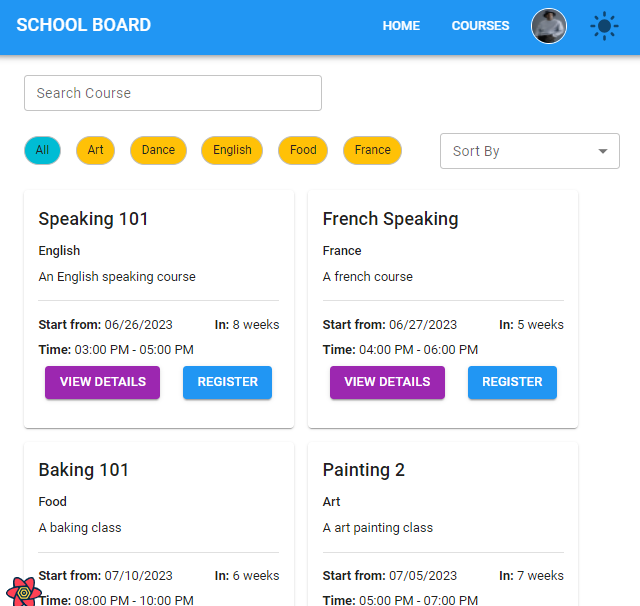 SCHOOL BOARD HOME COURSES
Search Course
All Art Dance English Food France Sort By
Speaking 101
English
An English speaking course
Start from: 06/26/2023 In: 8 weeks
Time: 03:00 PM - 05:00 PM
VIEW DETAILS REGISTER
French Speaking
France
A french course
Start from: 06/27/2023 In: 5 weeks
Time: 04:00 PM - 06:00 PM
VIEW DETAILS REGISTER
Baking 101
Food
A baking class
Start from: 07/10/2023 In: 6 weeks
Time: 08:00 PM - 10:00 PM
Painting 2
Art
A art painting class
Start from: 07/05/2023 In: 7 weeks
Time: 05:00 PM - 07:00 PM